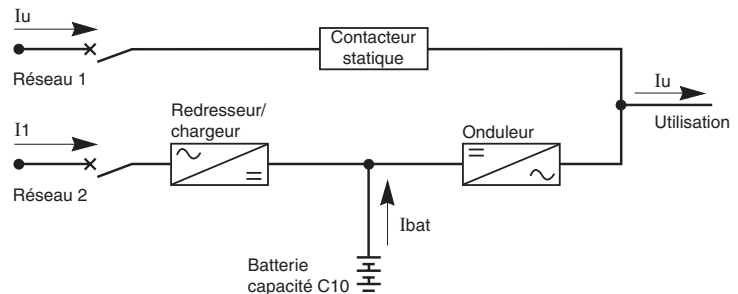 Iu
Contacteur
statique
Réseau 1
Iu
Utilisation
Redresseur/
chargeur
Onduleur
I1
Réseau 2
Ibat
Batterie
capacité C10